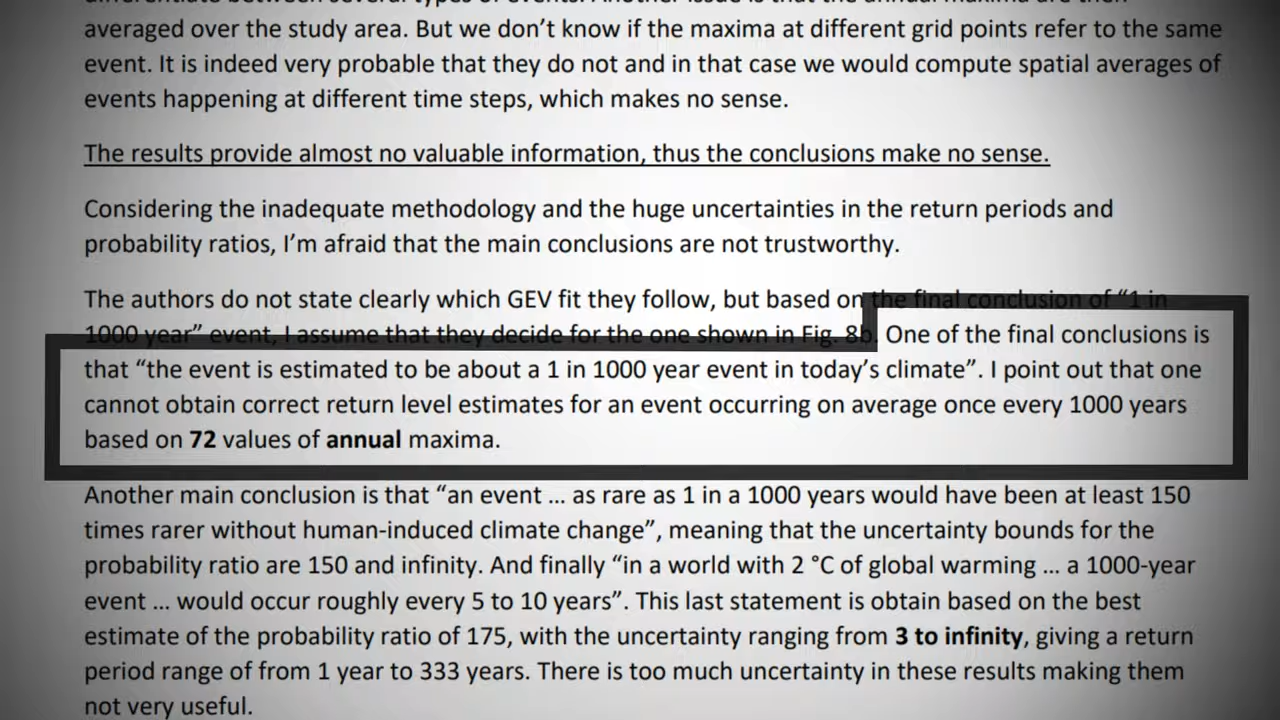 differentiate between several types of events. Another issue is that the annual maxima are then
averaged over the study area. But we don’t know if the maxima at different grid points refer to the same
event. It is indeed very probable that they do not and in that case we would compute spatial averages of
events happening at different time steps, which makes no sense.
The results provide almost no valuable information, thus the conclusions make no sense.
Considering the inadequate methodology and the huge uncertainties in the return periods and
probability ratios, I’m afraid that the main conclusions are not trustworthy.
The authors do not state clearly which GEV fit they follow, but based on the final conclusion of “1 in
1000 year” event, I assume that they decide for the one shown in Fig. 8b. One of the final conclusions is
that “the event is estimated to be about a 1 in 1000 year event in today’s climate”. I point out that one
cannot obtain correct return level estimates for an event occurring on average once every 1000 years
based on 72 values of annual maxima.
Another main conclusion is that “an event … as rare as 1 in a 1000 years would have been at least 150
times rarer without human-induced climate change”, meaning that the uncertainty bounds for the
probability ratio are 150 and infinity. And finally “in a world with 2 °C of global warming … a 1000-year
event … would occur roughly every 5 to 10 years”. This last statement is obtain based on the best
estimate of the probability ratio of 175, with the uncertainty ranging from 3 to infinity, giving a return
period range of from 1 year to 333 years. There is too much uncertainty in these results making them
not very useful.